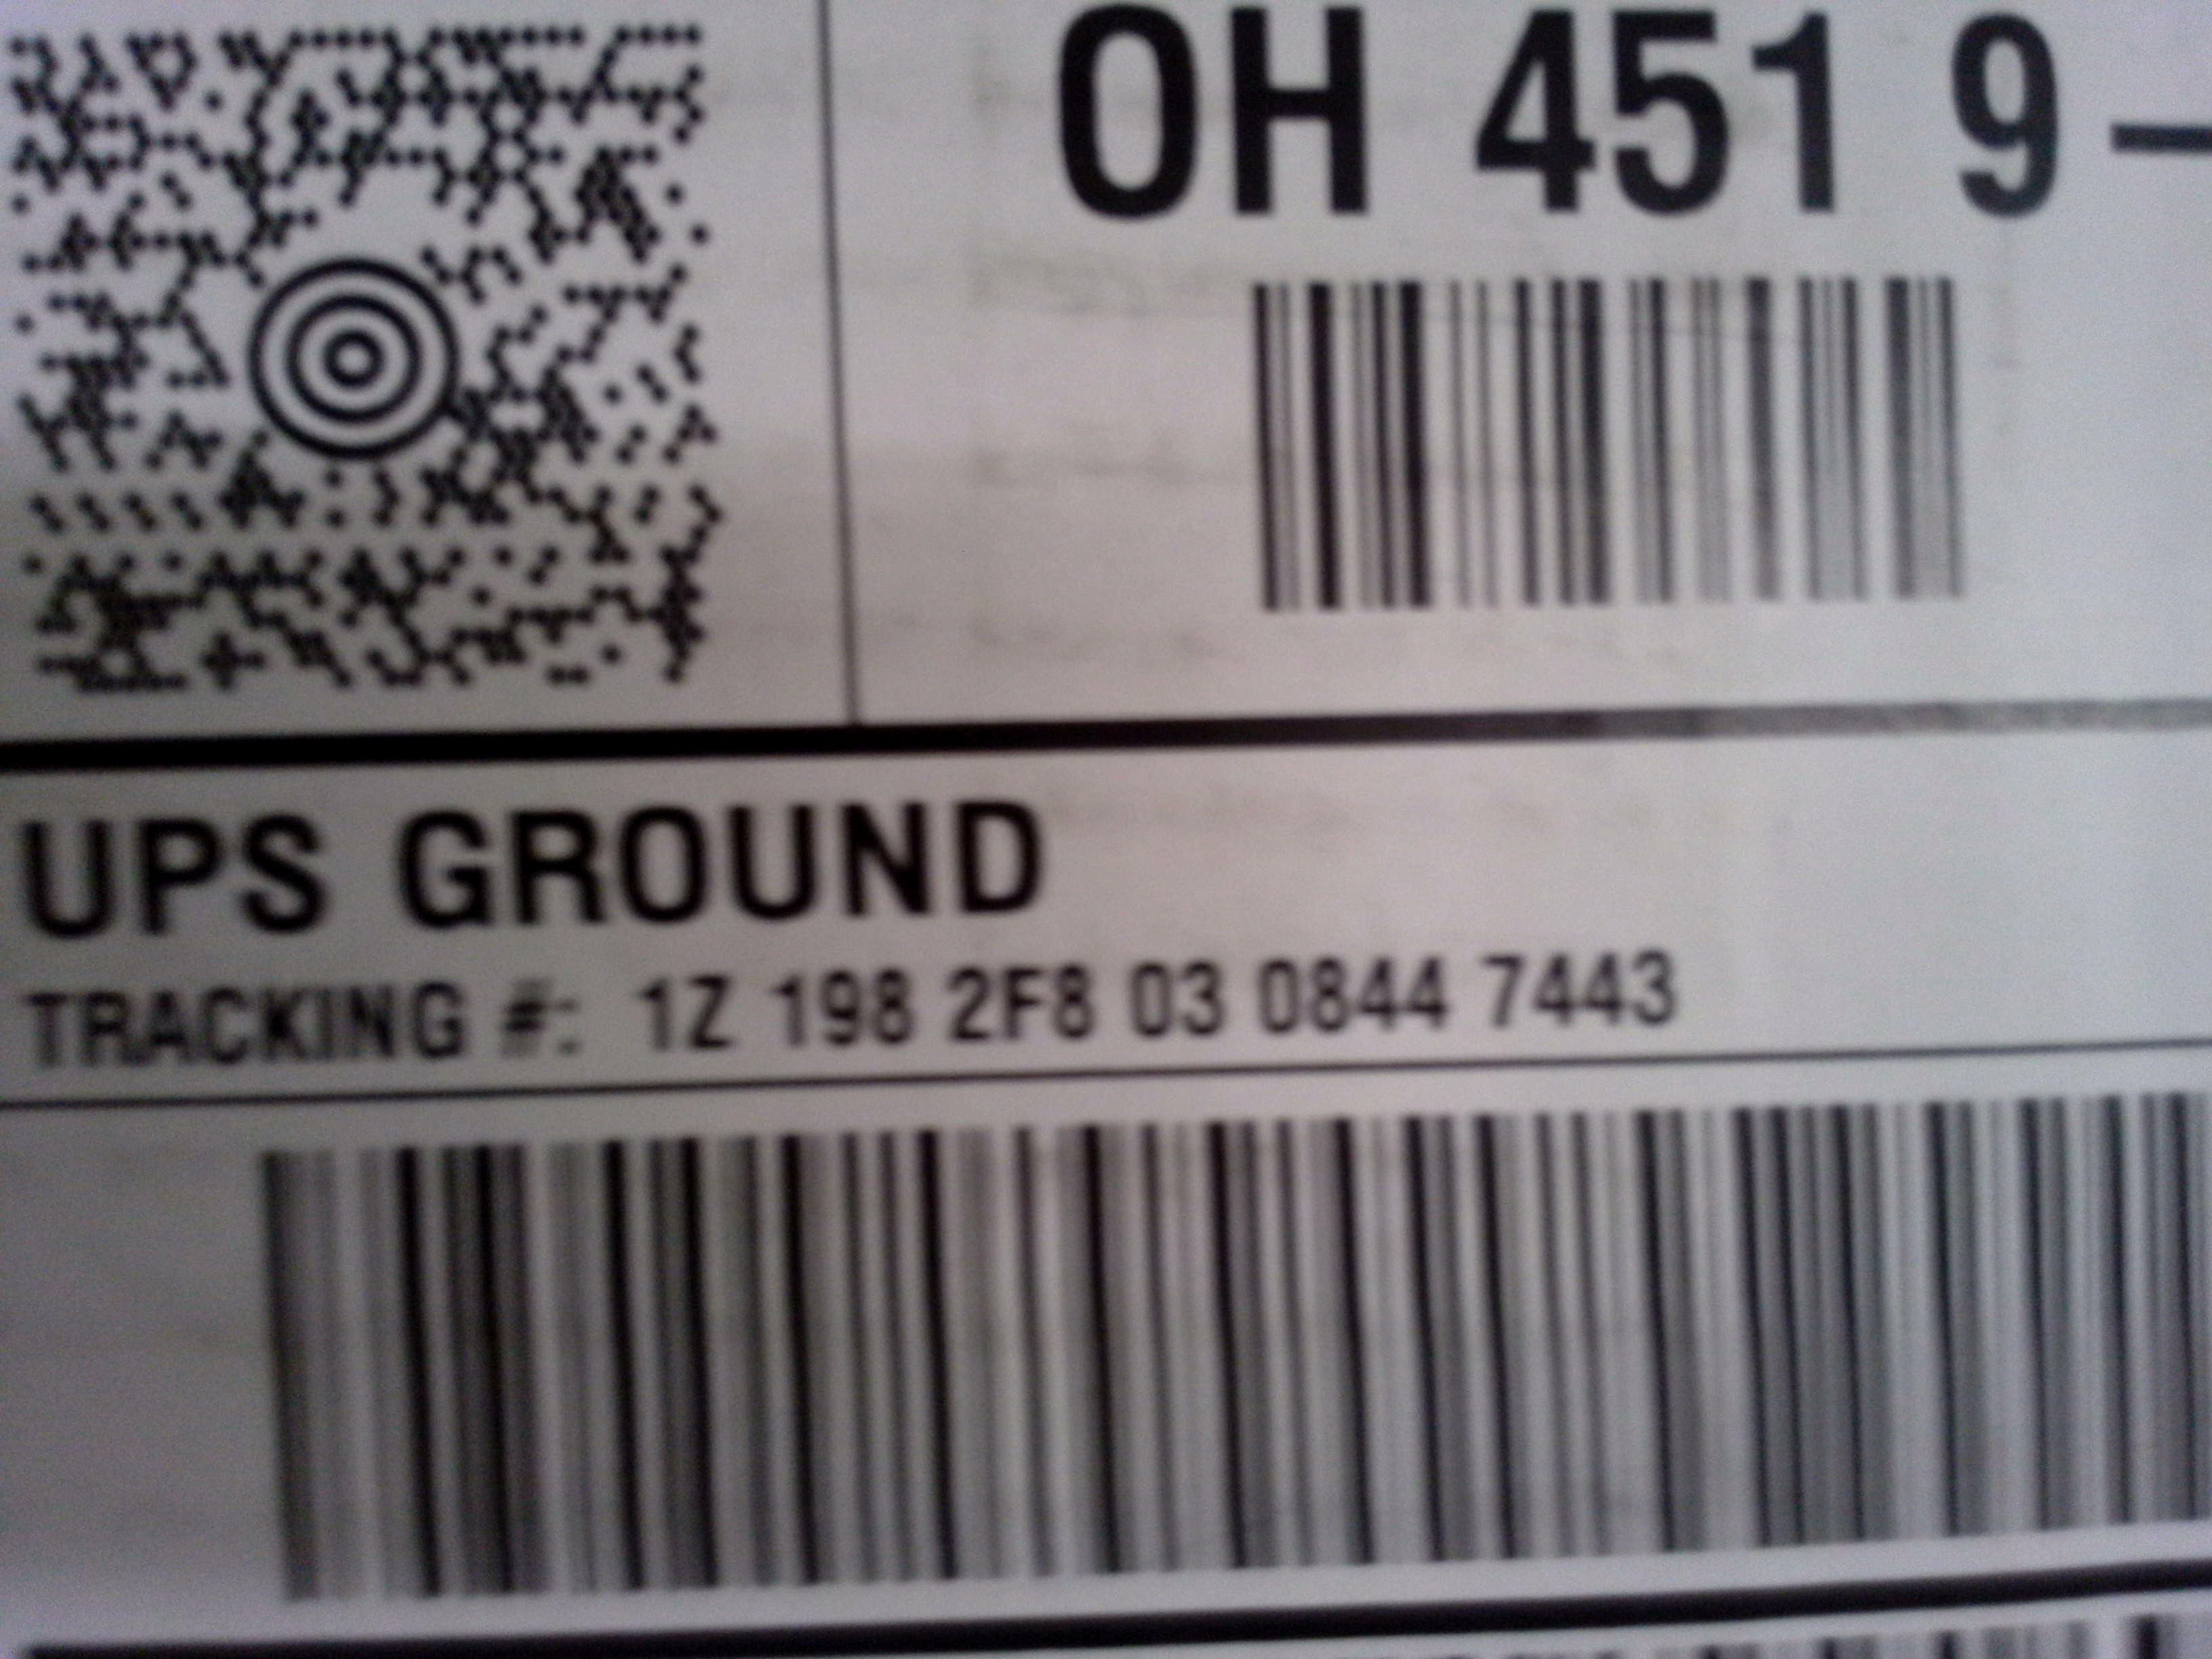 OH 451 9-
UPS GROUND
TRACKING #: 1Z 198 2F8 03 0844 7443